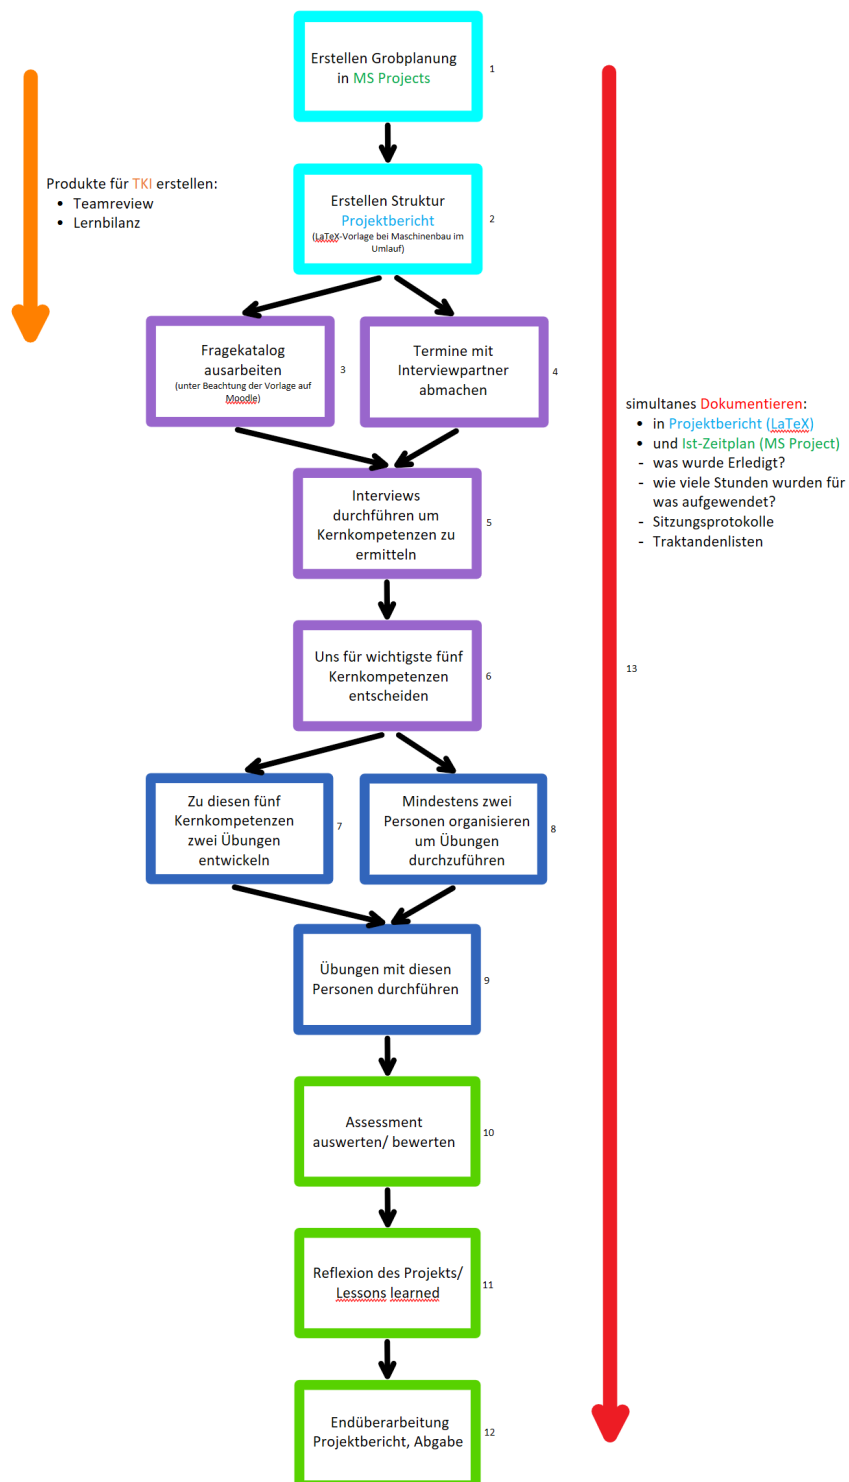 Erstellen Grobplanung
in MS Projects
1
Produkte für TKI erstellen:
• Teamreview
• Lernbilanz
Erstellen Struktur
Projektbericht
(LaTeX-Vorlage bei Maschinenbau im
Umlauf)
2
Fragekatalog
ausarbeiten
(unter Beachtung der Vorlage auf
Moodle)
3
Termine mit
Interviewpartner
abmachen
4
simultanes Dokumentieren:
• in Projektbericht (LaTeX)
• und Ist-Zeitplan (MS Project)
- was wurde Erledigt?
- wie viele Stunden wurden für
was aufgewendet?
- Sitzungsprotokolle
- Traktandenlisten
Interviews
durchführen um
Kernkompetenzen zu
ermitteln
5
Uns für wichtigste fünf
Kernkompetenzen
entscheiden
6
13
Zu diesen fünf
Kernkompetenzen
zwei Übungen
entwickeln
7
Mindestens zwei
Personen organisieren
um Übungen
durchzuführen
8
Übungen mit diesen
Personen durchführen
9
Assessment
auswerten/ bewerten
10
Reflexion des Projekts/
Lessons learned
11
Endüberarbeitung
Projektbericht, Abgabe
12